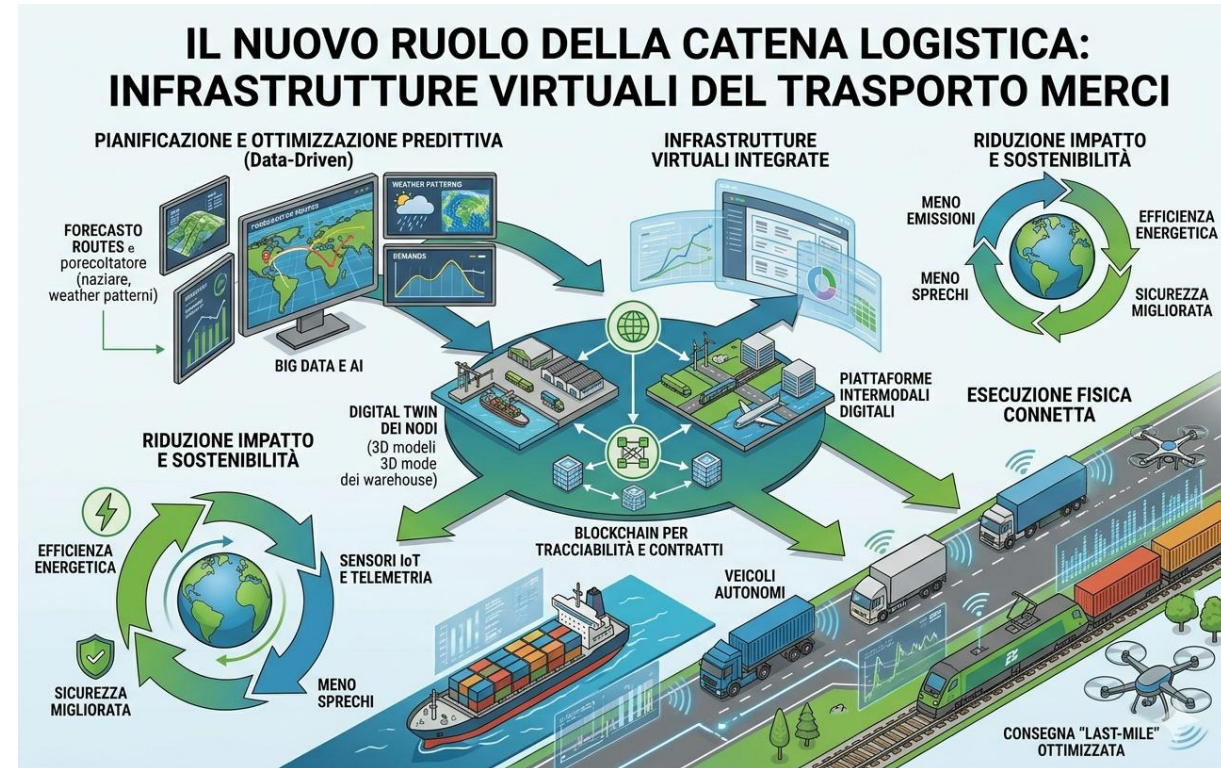 IL NUOVO RUOLO DELLA CATENA LOGISTICA:
INFRASTRUTTURE VIRTUALI DEL TRASPORTO MERCI
PIANIFICAZIONE E OTTIMIZZAZIONE PREDITTIVA
(Data-Driven)
FORECASTO
ROUTES e
porecoltatore
(naziare,
weather patterni)
WEATHER PATTERNG
DEMANDS
BIG DATA E AI
INFRASTRUTTURE
VIRTUALI INTEGRATE
RIDUZIONE IMPATTO
E SOSTENIBILITÀ
MENO
EMISSIONI
EFFICIENZA
ENERGETICA
MENO
SPRECHI
SICUREZZA
MIGLIORATA
DIGITAL TWIN
DEI NODI
(3D modeli
3D mode
dei warehouse)
PIATTAFORME
INTERMODALI
DIGITALI
ESECUZIONE FISICA
CONNETTA
RIDUZIONE IMPATTO
E SOSTENIBILITÀ
EFFICIENZA
ENERGETICA
SICUREZZA
MIGLIORATA
MENO
SPRECHI
SENSORI IoT
E TELEMETRIA
BLOCKCHAIN PER
TRACCIABILITÀ E CONTRATTI
VEICOLI
AUTONOMI
CONSEGNA "LAST-MILE"
OTTIMIZZATA